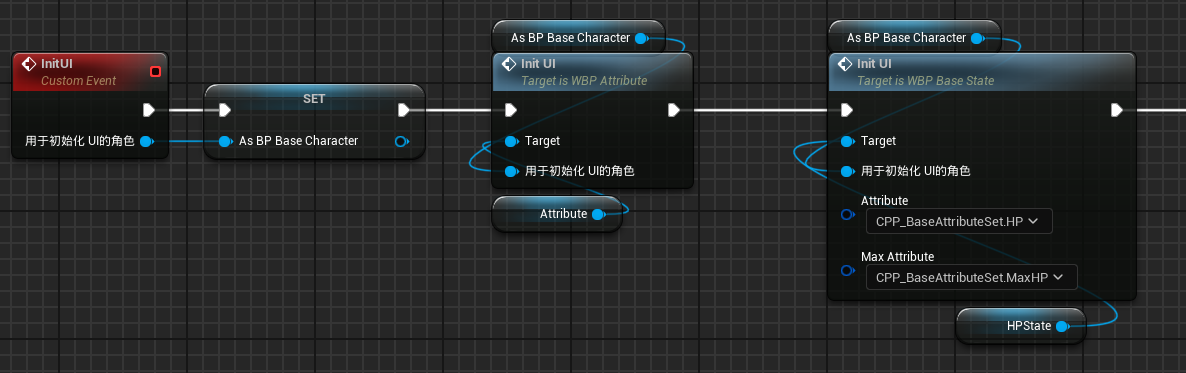 InitUI
Custom Event
用于初始化 UI的角色
SET
As BP Base Character
As BP Base Character
Init UI
Target is WBP Attribute
Target
用于初始化 UI的角色
Attribute
As BP Base Character
Init UI
Target is WBP Base State
Target
用于初始化 UI的角色
Attribute
CPP_BaseAttributeSet.HP
Max Attribute
CPP_BaseAttributeSet.MaxHP
HPState